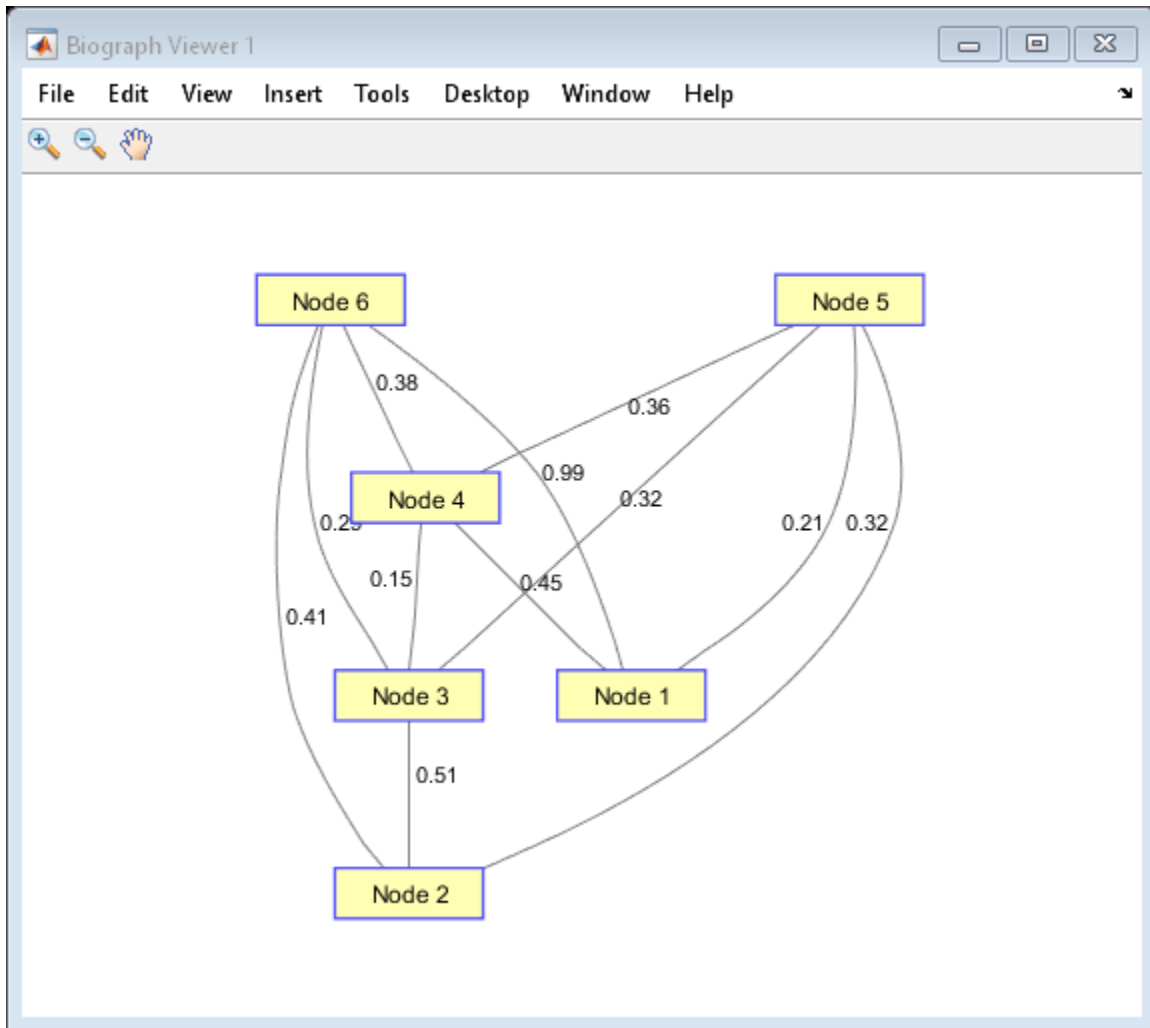 Biograph Viewer 1
File Edit View Insert Tools Desktop Window Help
Node 6 Node 5
0.38
0.36
0.99
Node 4 0.32
0.21 0.32
0.15 0.45
0.41
Node 3 Node 1
0.51
Node 2